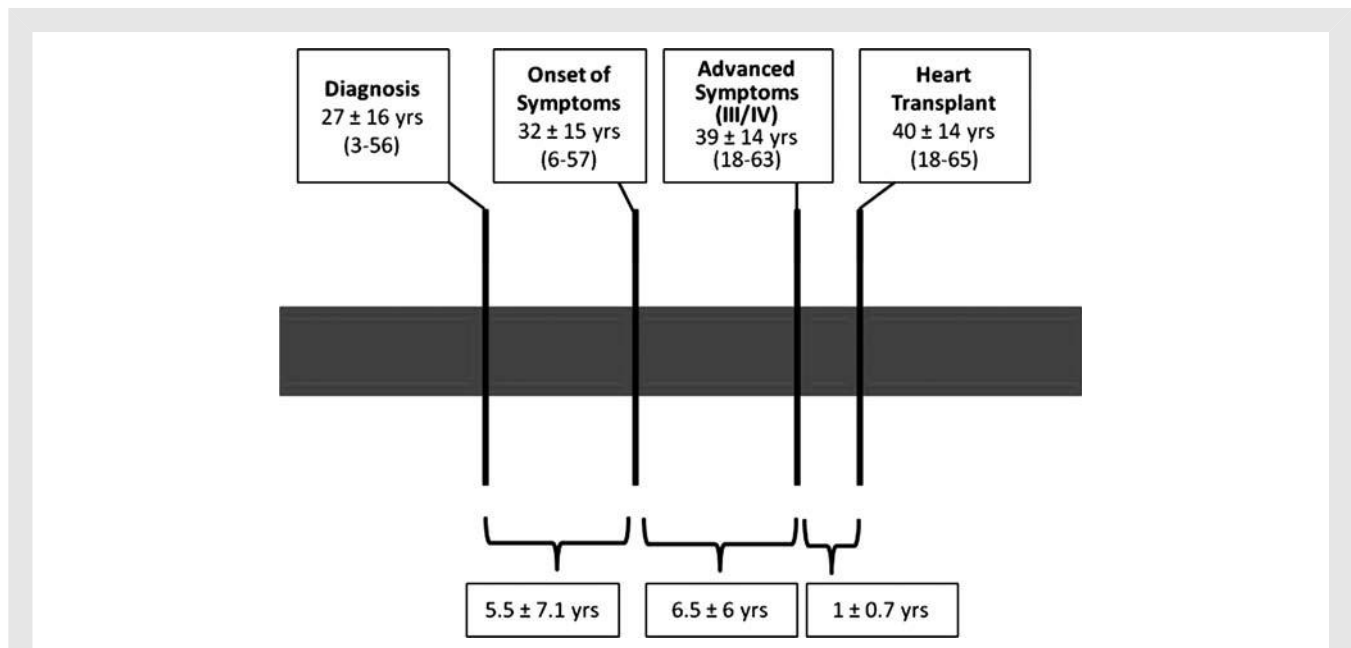 Diagnosis
27 ± 16 yrs
(3-56)
Onset of
Symptoms
32 ± 15 yrs
(6-57)
Advanced
Symptoms
(III/IV)
39 ± 14 yrs
(18-63)
Heart
Transplant
40 ± 14 yrs
(18-65)
5.5 ± 7.1 yrs
6.5 ± 6 yrs
1 ± 0.7 yrs